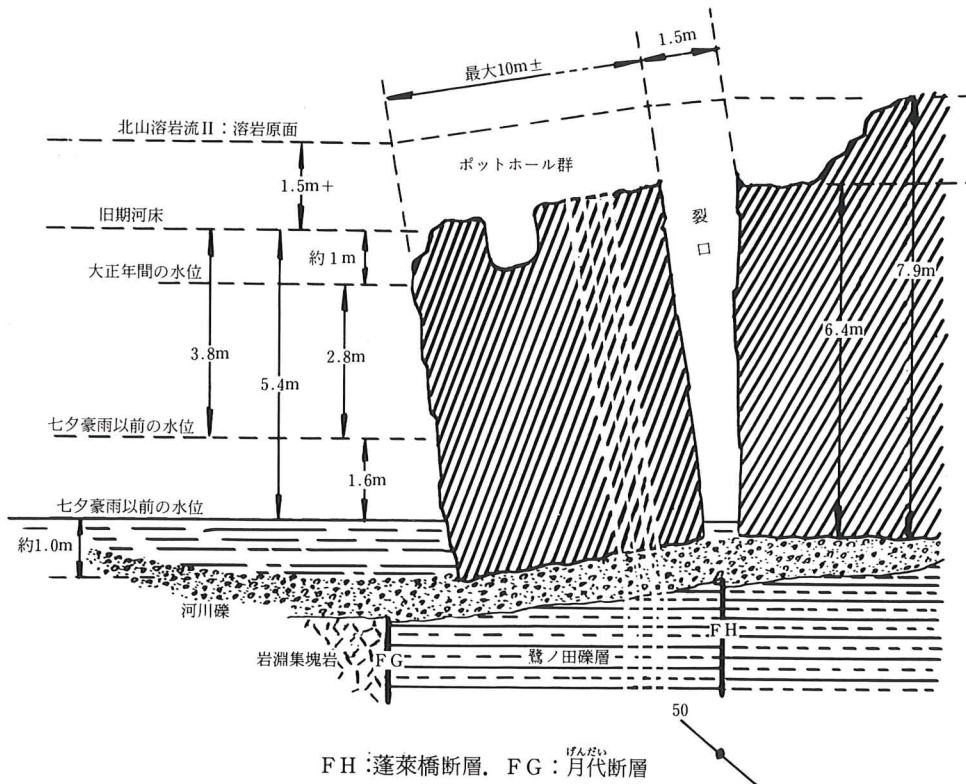 1.5m
最大10m±
北山溶岩流II：溶岩原面
ポットホール群
1.5m+
旧期河床
裂口
約1m
大正年間の水位
7.9m
6.4m
3.8m
2.8m
5.4m
七夕豪雨以前の水位
1.6m
七夕豪雨以前の水位
約1.0m
河川礫
FH
岩淵集塊岩
FG
鷺ノ田礫層
50
げんだい
FH：蓬萊橋断層．FG：月代断層